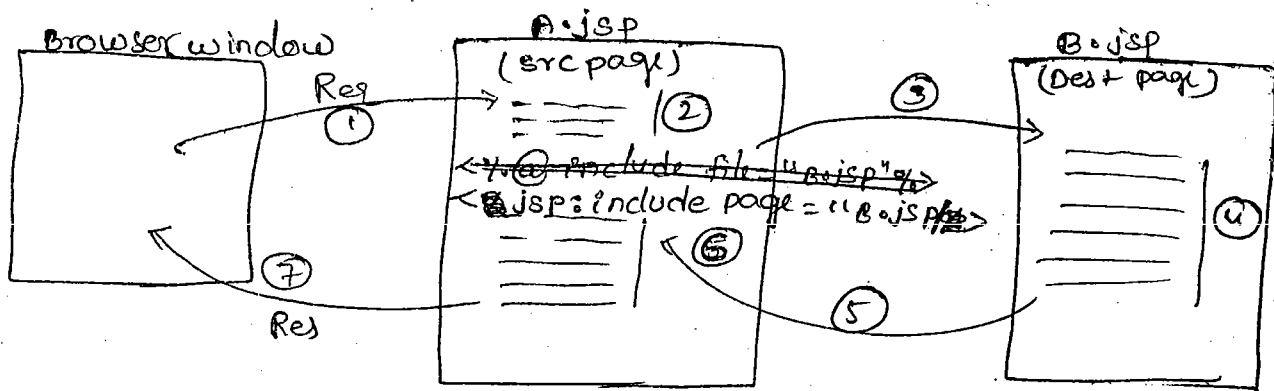 Browser window
A.jsp
(src page)
B.jsp
(Dest page)
Req
1
2
3
<%@ include file="B.jsp"%>
<jsp:include page="B.jsp/>
4
5
6
7
Res